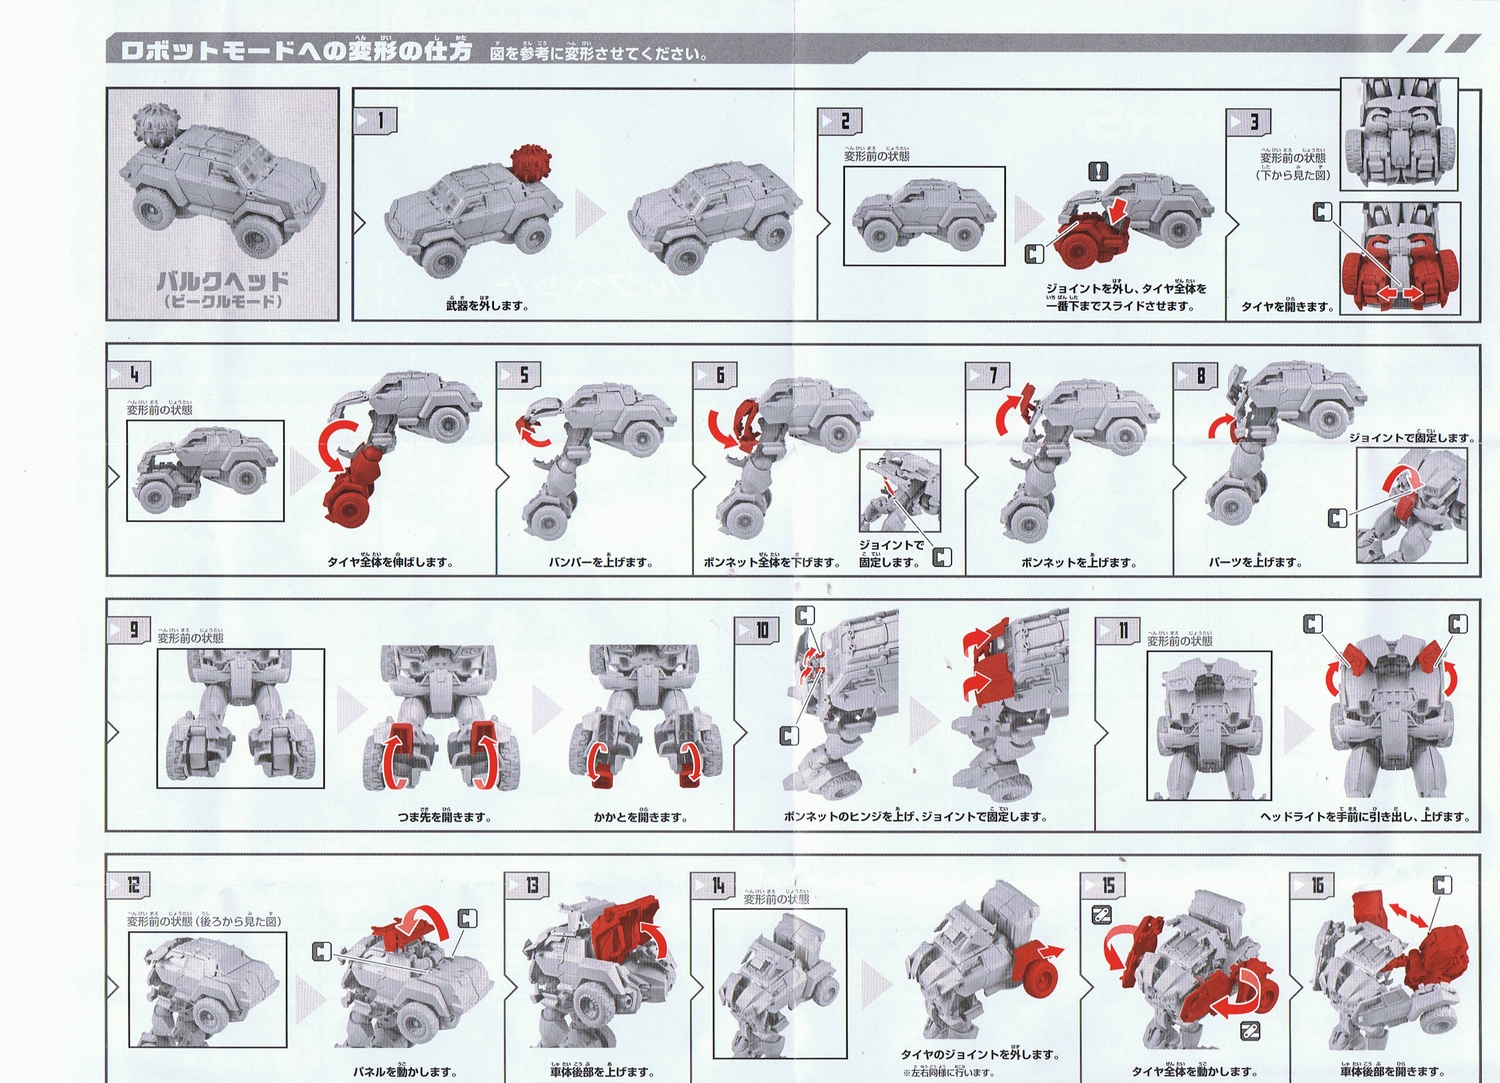 ロボットモードへの変形の仕方 図を参考に変形させてください。
バルクヘッド
(ビークルモード)
1
武器を外します。
2
変形前の状態
ジョイントを外し、タイヤ全体を
一番下までスライドさせます。
3
変形前の状態
(下から見た図)
タイヤを開きます。
4
変形前の状態
タイヤ全体を伸ばします。
5
バンパーを上げます。
6
ボンネット全体を下げます。
ジョイントで
固定します。
7
ボンネットを上げます。
8
パーツを上げます。
ジョイントで固定します。
9
変形前の状態
つま先を開きます。
かかとを開きます。
10
ボンネットのヒンジを上げ、ジョイントで固定します。
11
変形前の状態
ヘッドライトを手前に引き出し、上げます。
12
変形前の状態(後ろから見た図)
パネルを動かします。
13
車体後部を上げます。
14
変形前の状態
タイヤのジョイントを外します。
※左右同様に行います。
15
タイヤ全体を動かします。
16
車体後部を開きます。